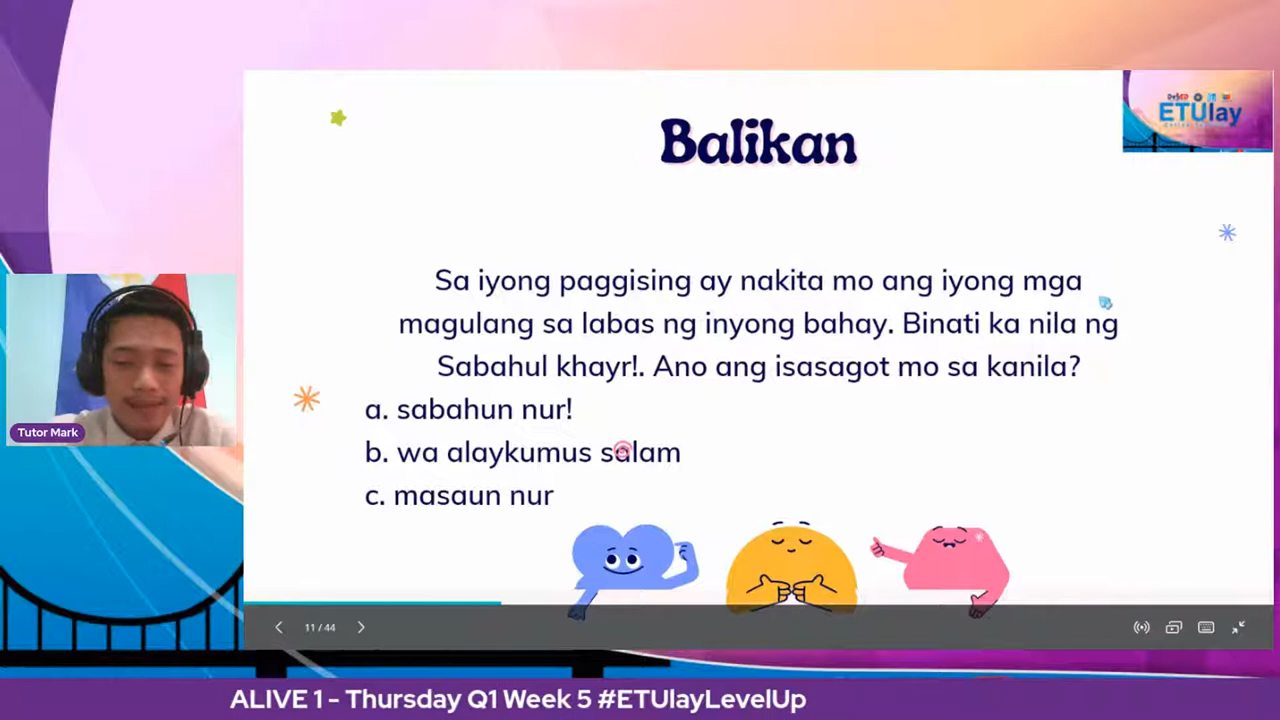 Balikan
DepED
ETUlay
Sa iyong paggising ay nakita mo ang iyong mga
magulang sa labas ng inyong bahay. Binati ka nila ng
Sabahul khayr!. Ano ang isasagot mo sa kanila?
a. sabahun nur!
b. wa alaykumus salam
c. masaun nur
Tutor Mark
11 / 44
ALIVE 1 - Thursday Q1 Week 5 #ETUlayLevelUp